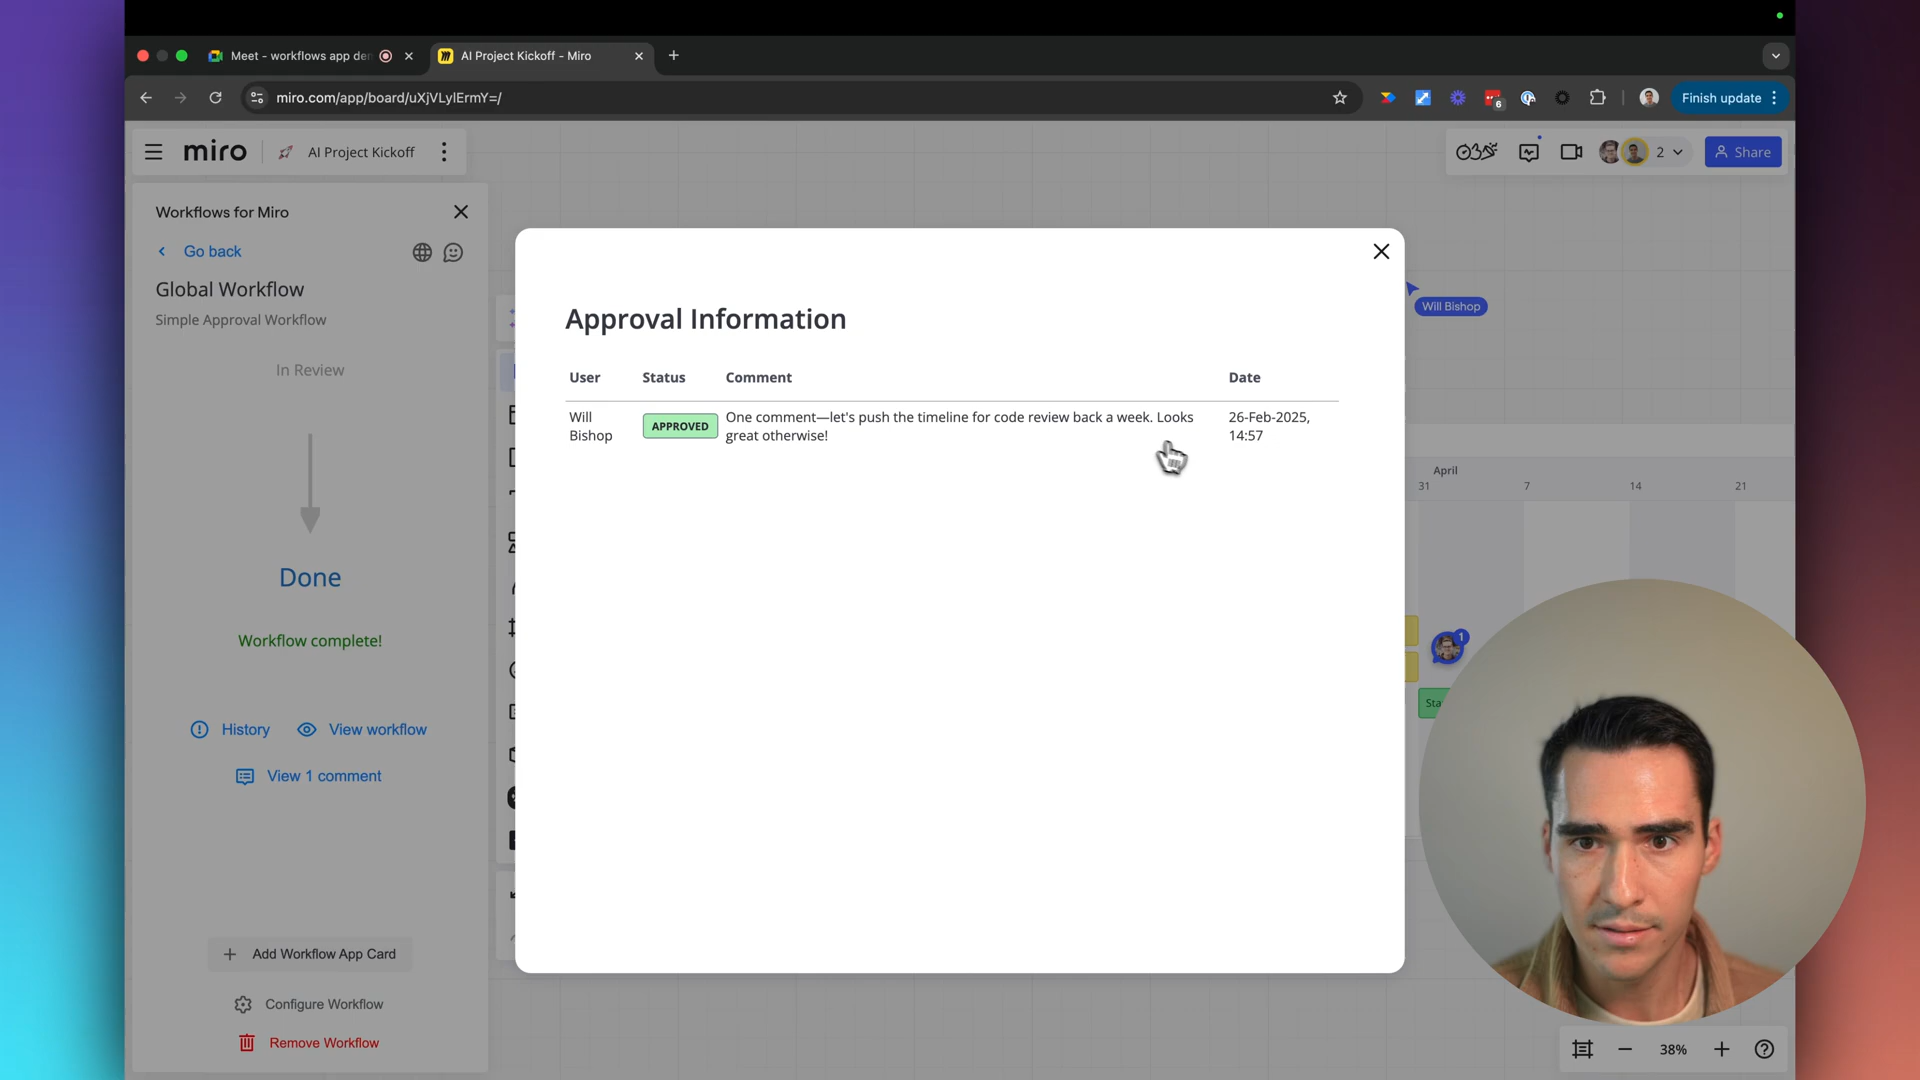 Meet - workflows app den
AI Project Kickoff - Miro
miro.com/app/board/uXjVLylErmY=/
6
Finish update
miro
AI Project Kickoff
2
Share
Workflows for Miro
Go back
Global Workflow
Simple Approval Workflow
In Review
Done
Workflow complete!
History
View workflow
View 1 comment
Add Workflow App Card
Configure Workflow
Remove Workflow
Approval Information
User Status Comment Date
Will
Bishop
APPROVED
One comment—let's push the timeline for code review back a week. Looks
great otherwise!
26-Feb-2025,
14:57
Will Bishop
April
31 7 14 21
1
Sta
38%